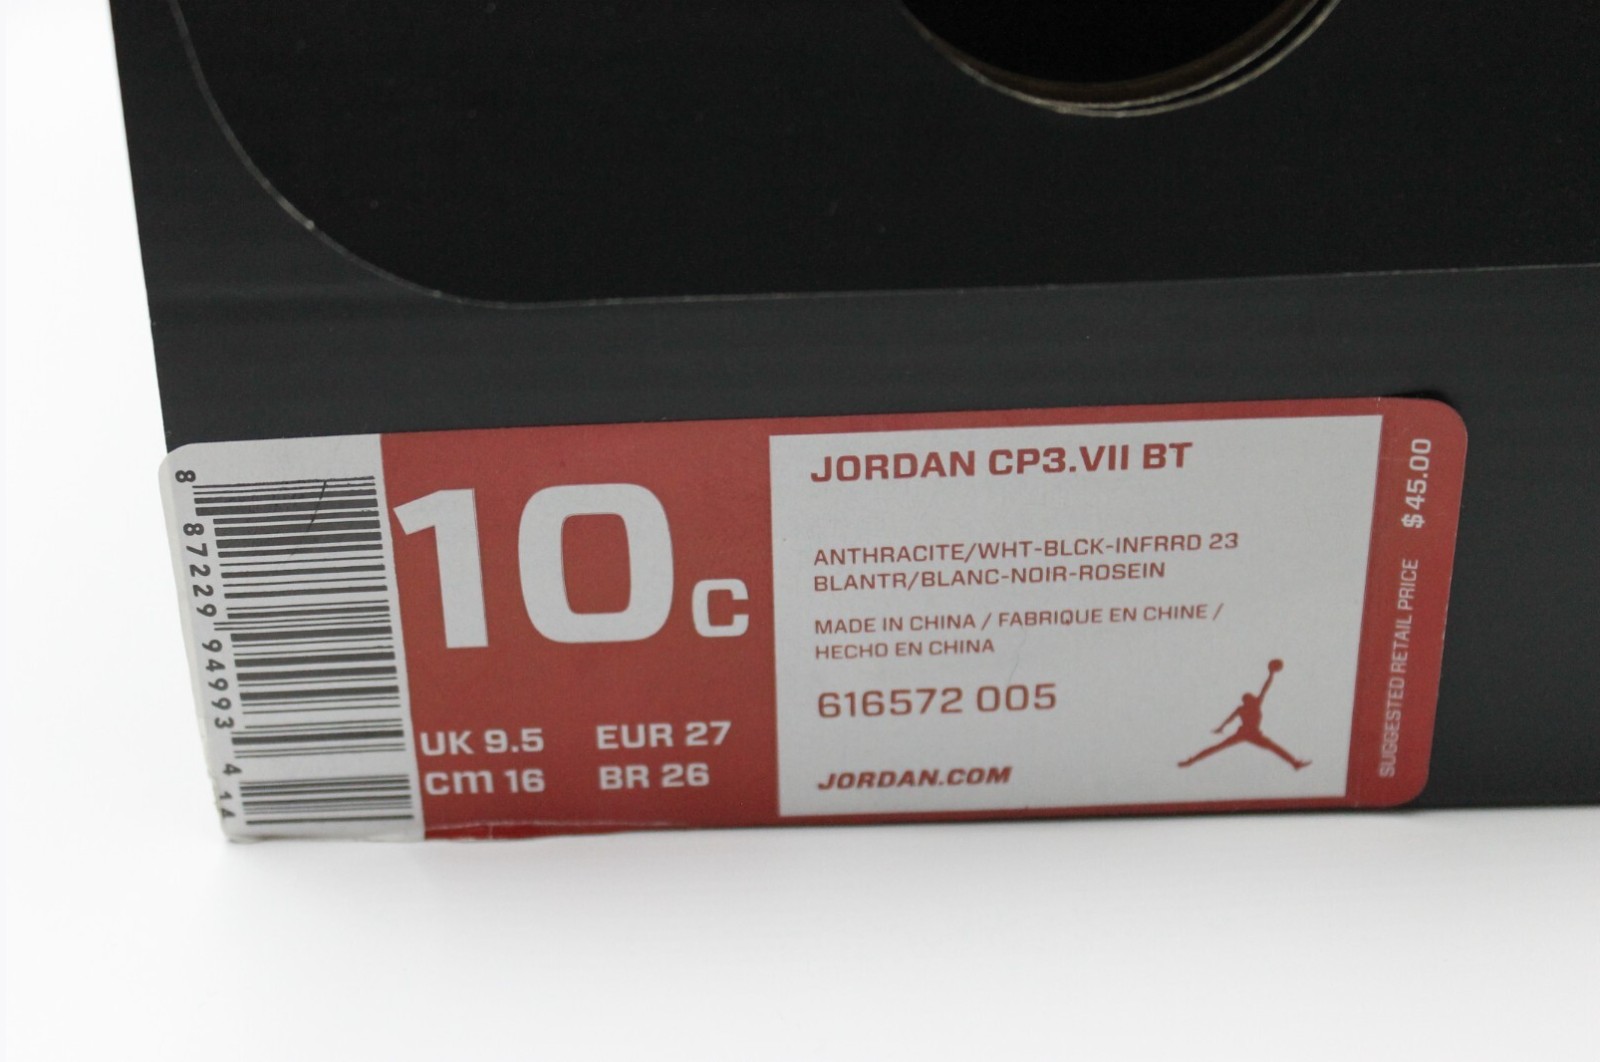 8 87229 94993 4 14
10C
UK 9.5 EUR 27
cm 16 BR 26
JORDAN CP3.VII BT
ANTHRACITE/WHT-BLCK-INFRRD 23
BLANTR/BLANC-NOIR-ROSEIN
MADE IN CHINA / FABRIQUE EN CHINE /
HECHO EN CHINA
616572 005
JORDAN.COM
SUGGESTED RETAIL PRICE $45.00